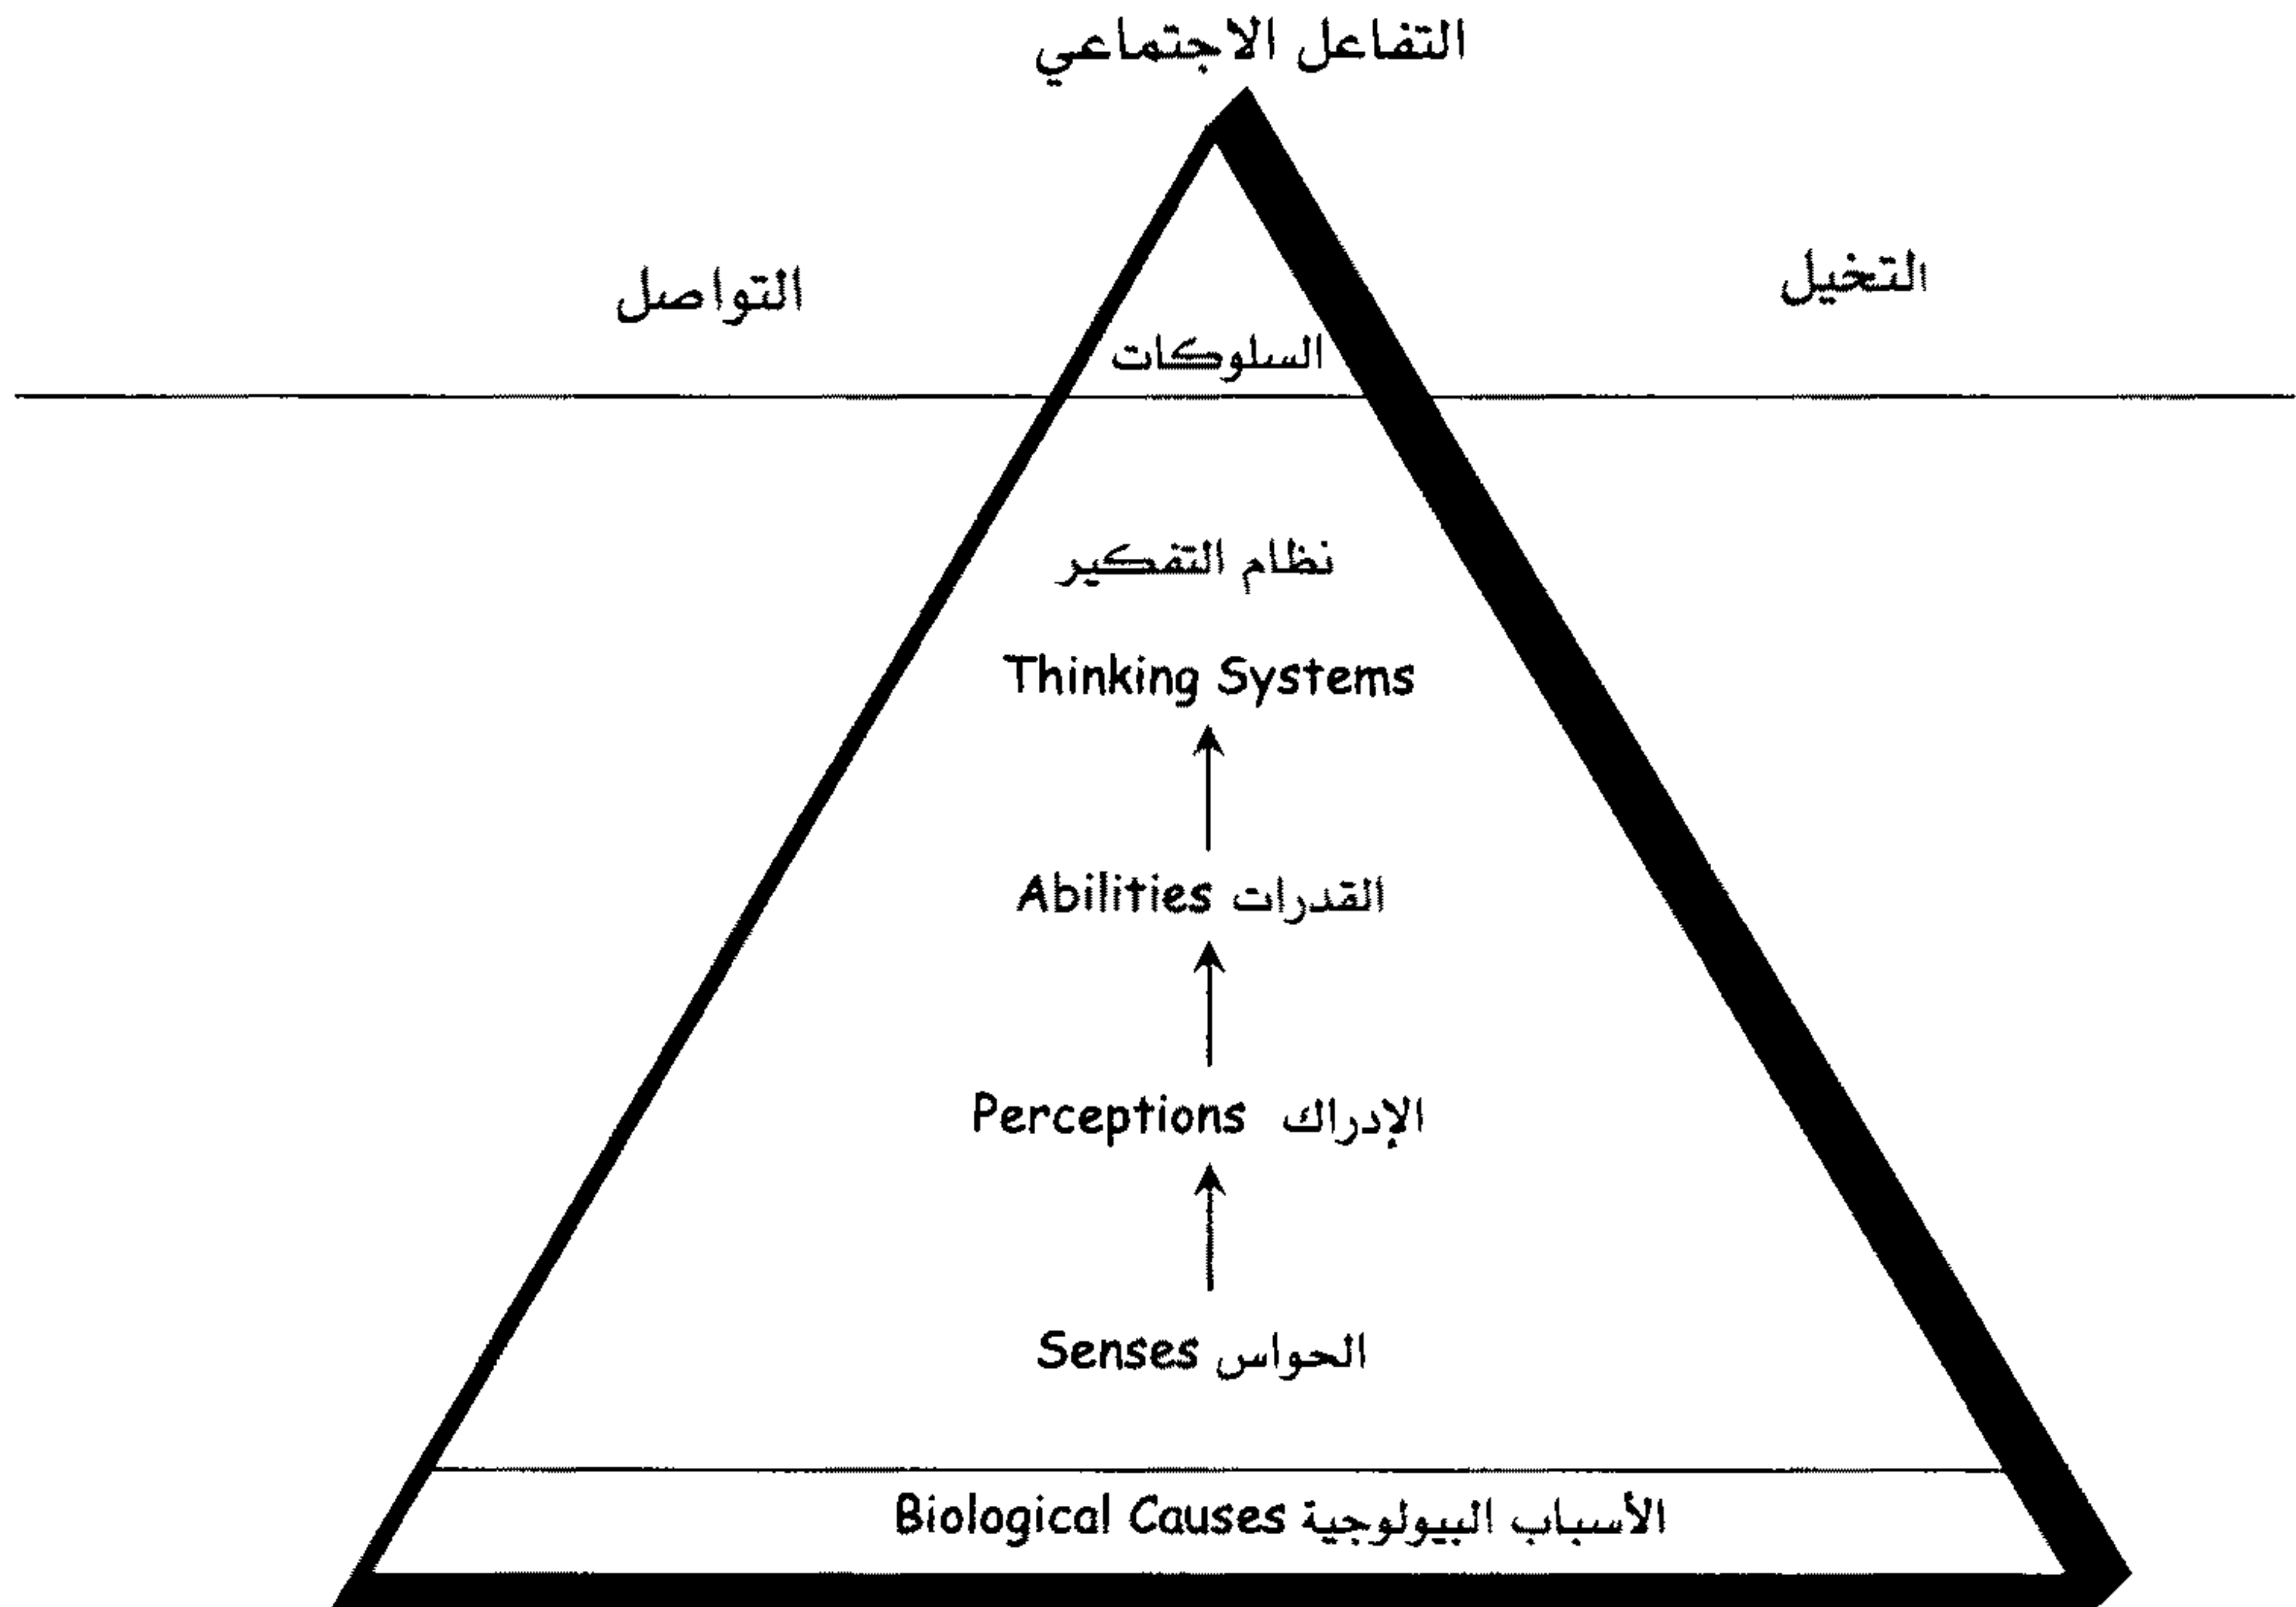 التفاعل الاجتماعي
التخيل
التواصل
السلوكات
نظام التفكير
Thinking Systems
Abilities القدرات
Perceptions الإدراك
Senses الحواس
Biological Causes الأسباب البيولوجية